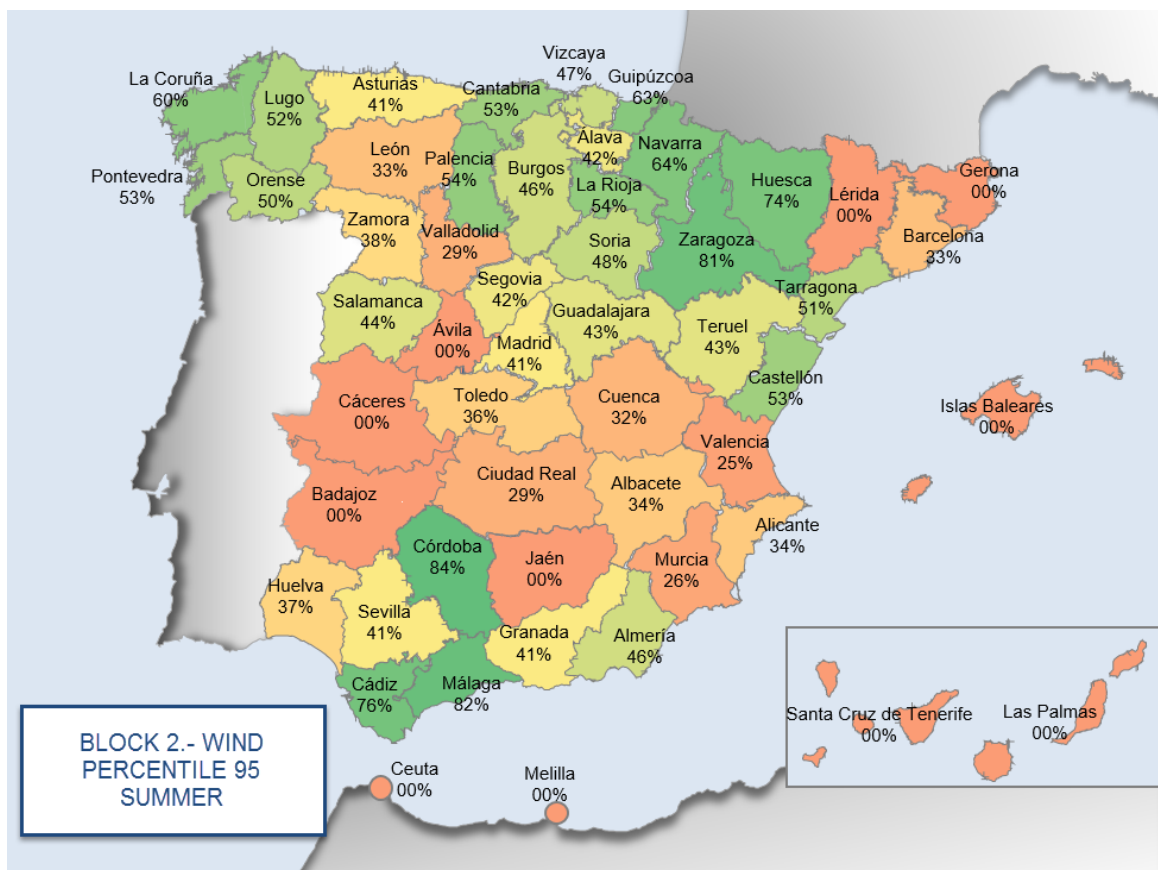 Vizcaya
47%
Guipúzcoa
63%
La Coruña
60%
Asturias
41%
Cantabria
53%
Lugo
52%
León
33%
Palencia
54%
Álava
42%
Navarra
64%
Burgos
46%
La Rioja
54%
Huesca
74%
Lérida
00%
Gerona
00%
Pontevedra
53%
Orense
50%
Zamora
38%
Valladolid
29%
Soria
48%
Zaragoza
81%
Barcelona
33%
Segovia
42%
Tarragona
51%
Salamanca
44%
Ávila
00%
Madrid
41%
Guadalajara
43%
Teruel
43%
Castellón
53%
Cáceres
00%
Toledo
36%
Cuenca
32%
Islas Baleares
00%
Valencia
25%
Badajoz
00%
Ciudad Real
29%
Albacete
34%
Alicante
34%
Córdoba
84%
Jaén
00%
Murcia
26%
Huelva
37%
Sevilla
41%
Granada
41%
Almería
46%
Cádiz
76%
Málaga
82%
Santa Cruz de Tenerife
00%
Las Palmas
00%
BLOCK 2.- WIND
PERCENTILE 95
SUMMER
Ceuta
00%
Melilla
00%